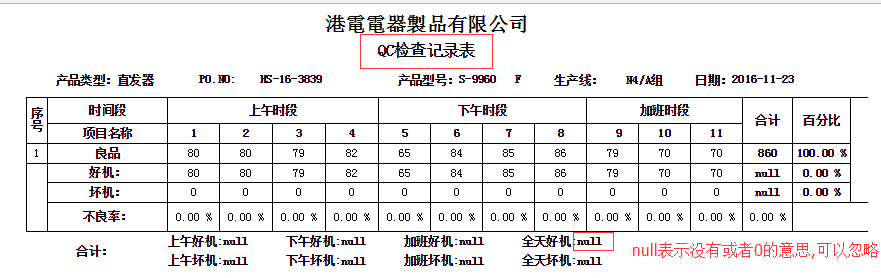 港電電器製品有限公司
QC检查记录表
产品类型：直发器 PO.NO: HS-16-3839 产品型号：S-9960 F 生产线： N4/A组 日期：2016-11-23
序号 时间段 上午时段 下午时段 加班时段 合计 百分比
项目名称 1 2 3 4 5 6 7 8 9 10 11
1 良品 80 80 79 82 65 84 85 86 79 70 70 860 100.00 %
好机： 80 80 79 82 65 84 85 86 79 70 70 null 0.00 %
坏机： 0 0 0 0 0 0 0 0 0 0 0 null 0.00 %
不良率： 0.00 % 0.00 % 0.00 % 0.00 % 0.00 % 0.00 % 0.00 % 0.00 % 0.00 % 0.00 % 0.00 % 0.00 %
合计： 上午好机:null 下午好机:null 加班好机:null 全天好机:null
上午坏机:null 下午坏机:null 加班坏机:null 全天坏机:null
null表示没有或者0的意思,可以忽略